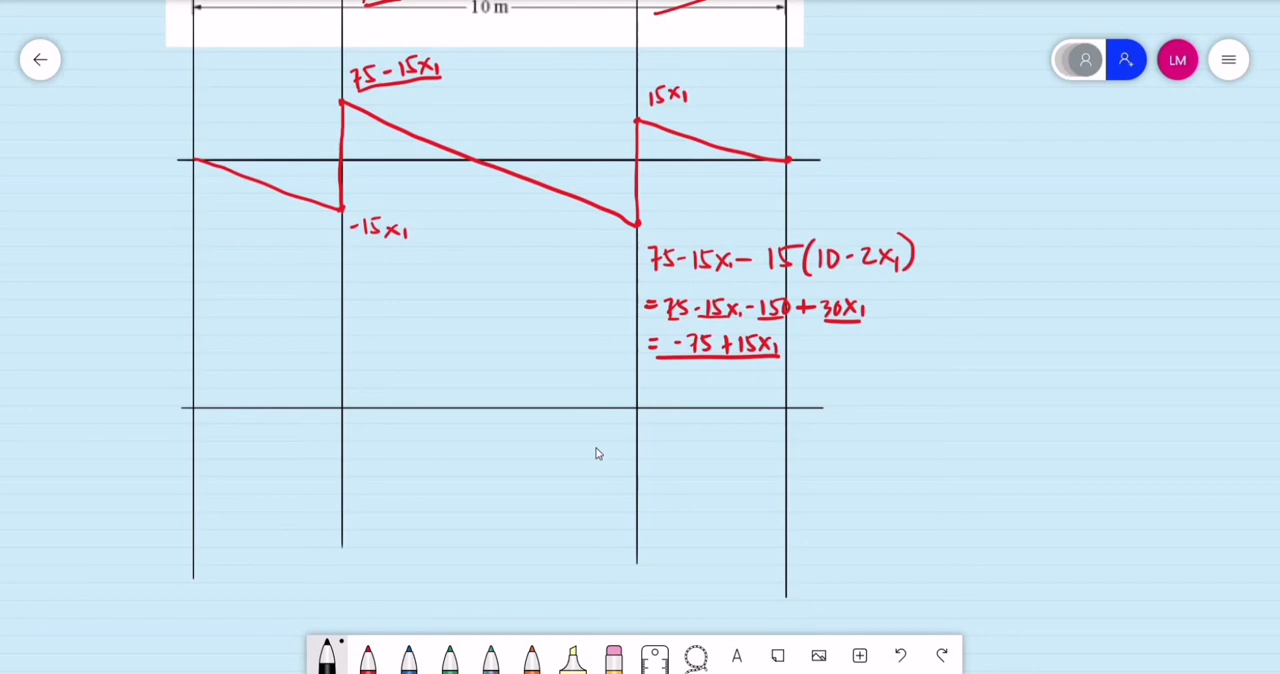 10 m
75 - 15x₁
15x₁
-15x₁
75 - 15x₁ - 15(10 - 2x₁)
= 75 - 15x₁ - 150 + 30x₁
= -75 + 15x₁
LM
A